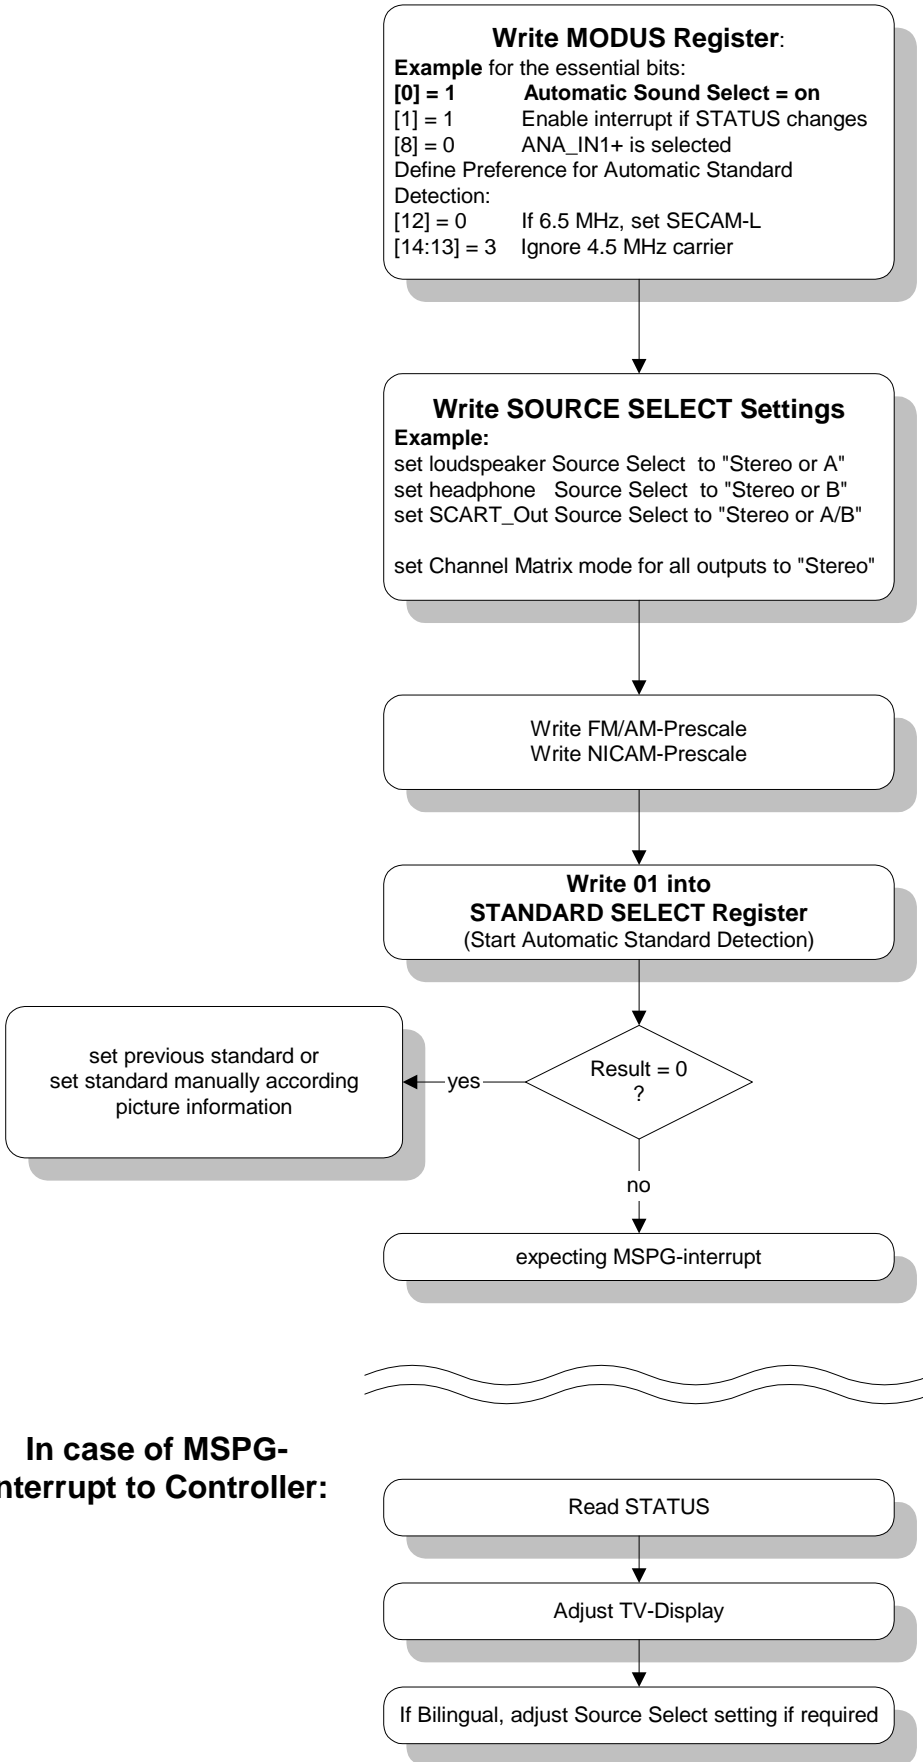 Write MODUS Register:
Example for the essential bits:
[0] = 1 Automatic Sound Select = on
[1] = 1 Enable interrupt if STATUS changes
[8] = 0 ANA_IN1+ is selected
Define Preference for Automatic Standard
Detection:
[12] = 0 If 6.5 MHz, set SECAM-L
[14:13] = 3 Ignore 4.5 MHz carrier
Write SOURCE SELECT Settings
Example:
set loudspeaker Source Select to "Stereo or A"
set headphone Source Select to "Stereo or B"
set SCART_Out Source Select to "Stereo or A/B"
set Channel Matrix mode for all outputs to "Stereo"
Write FM/AM-Prescale
Write NICAM-Prescale
Write 01 into
STANDARD SELECT Register
(Start Automatic Standard Detection)
Result = 0
?
yes
set previous standard or
set standard manually according
picture information
no
expecting MSPG-interrupt
In case of MSPG-
nterrupt to Controller:
Read STATUS
Adjust TV-Display
If Bilingual, adjust Source Select setting if required